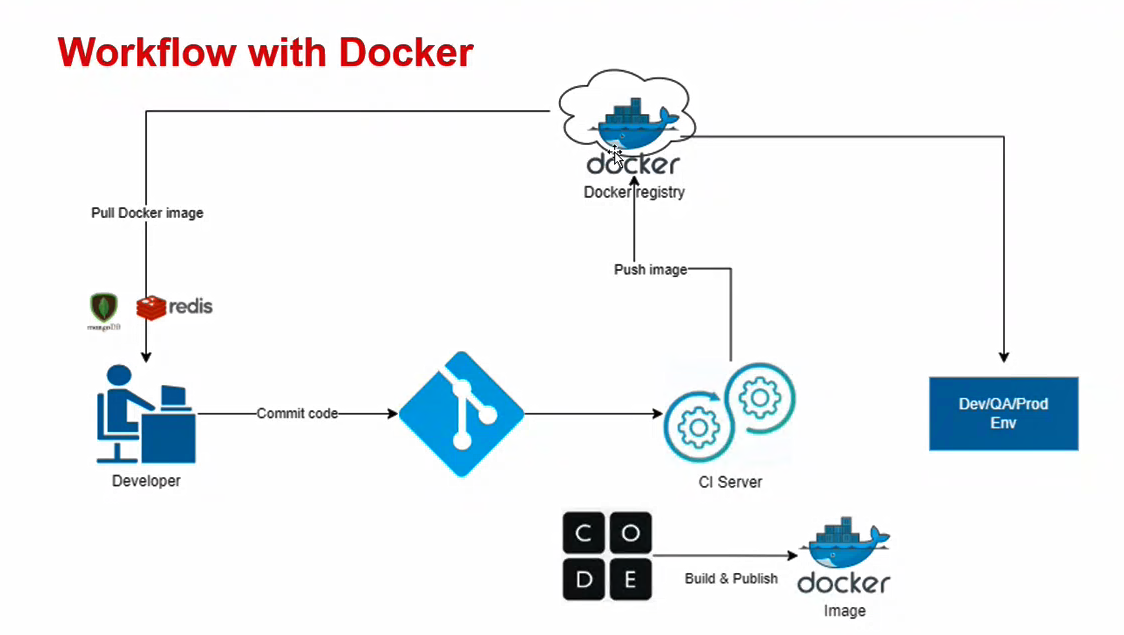 Workflow with Docker
docker
Docker registry
Pull Docker image
Push image
mongoDB
redis
Commit code
Dev/QA/Prod
Env
Developer
CI Server
C O
D E
Build & Publish
docker
Image